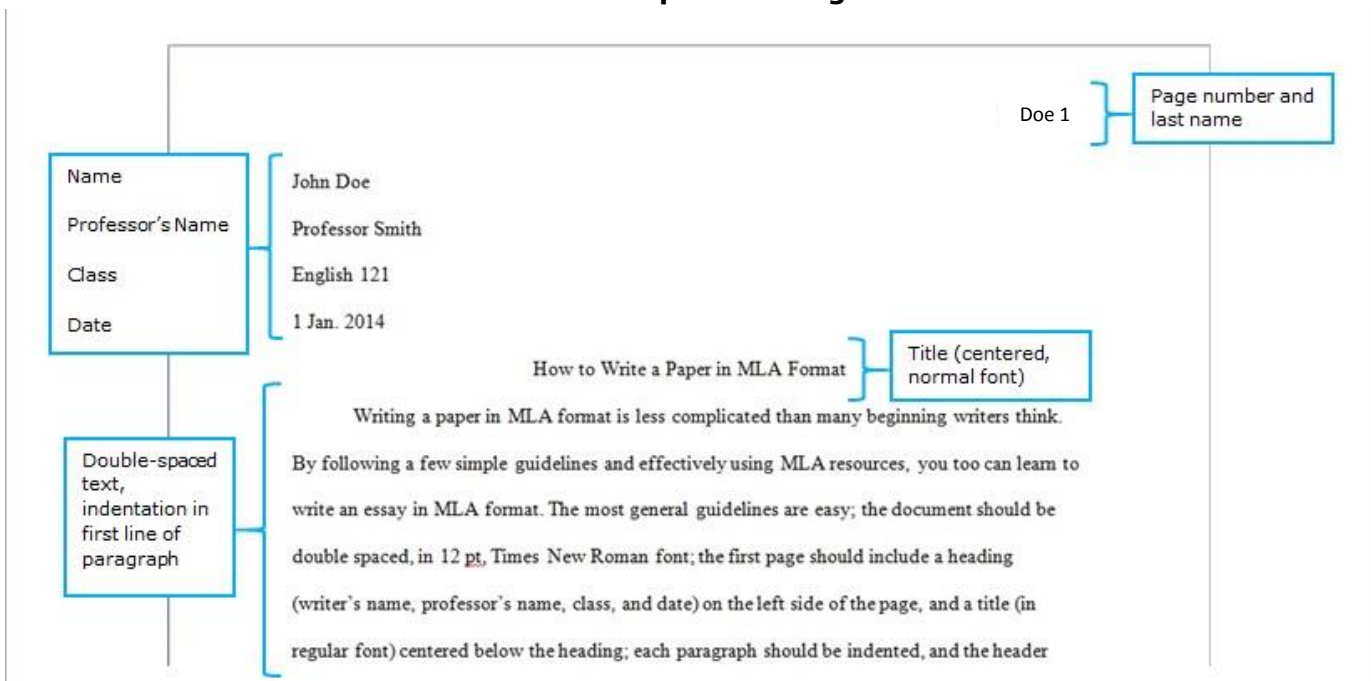 Doe 1
Page number and
last name
Name
Professor's Name
Class
Date
John Doe
Professor Smith
English 121
1 Jan. 2014
How to Write a Paper in MLA Format
Title (centered,
normal font)
Double-spaced
text,
indentation in
first line of
paragraph
Writing a paper in MLA format is less complicated than many beginning writers think.
By following a few simple guidelines and effectively using MLA resources, you too can learn to
write an essay in MLA format. The most general guidelines are easy; the document should be
double spaced, in 12 pt, Times New Roman font; the first page should include a heading
(writer's name, professor's name, class, and date) on the left side of the page, and a title (in
regular font) centered below the heading; each paragraph should be indented, and the header